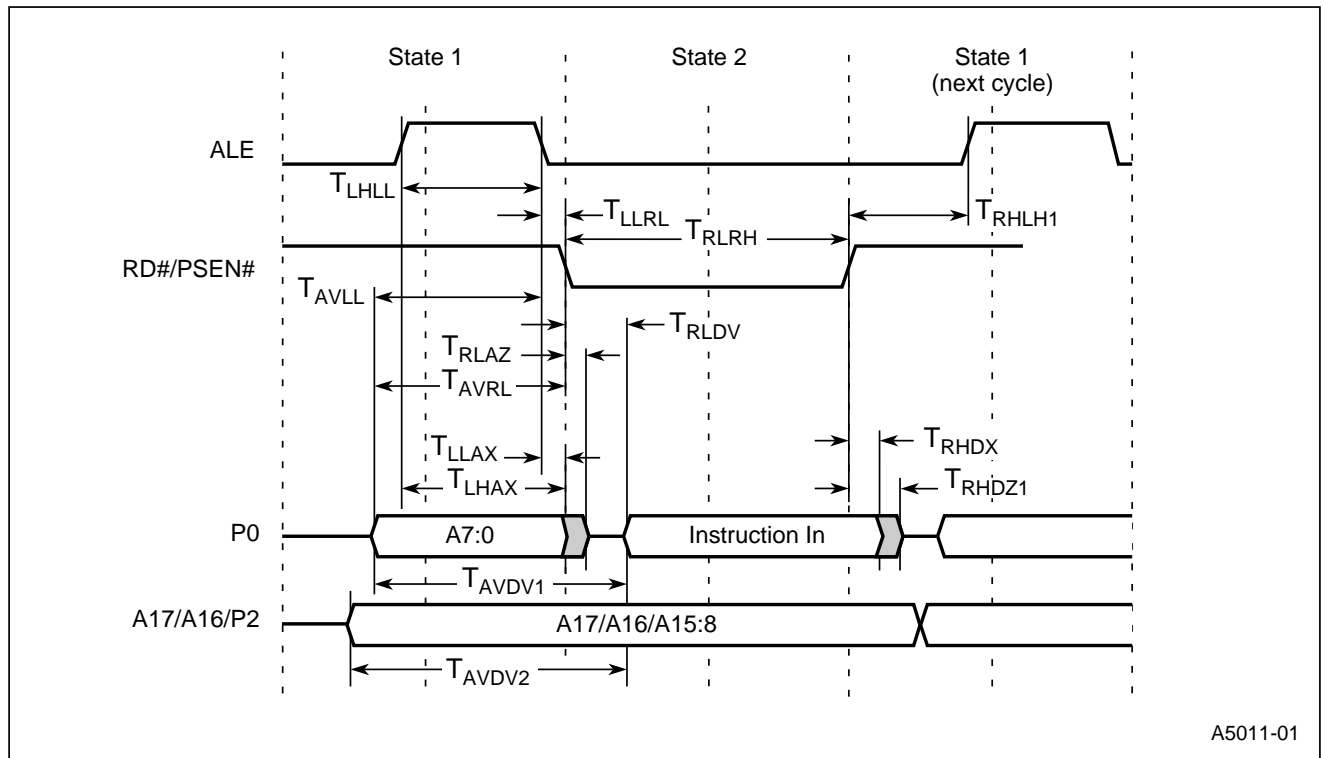 State 1
State 2
State 1
(next cycle)
ALE
TLHLL
TLLRL
TRLRH
TRHLH1
RD#/PSEN#
TAVLL
TRLDV
TRLAZ
TAVRL
TLLAX
TRHDX
TLHAX
TRHDZ1
P0
A7:0
Instruction In
TAVDV1
A17/A16/P2
A17/A16/A15:8
TAVDV2
A5011-01